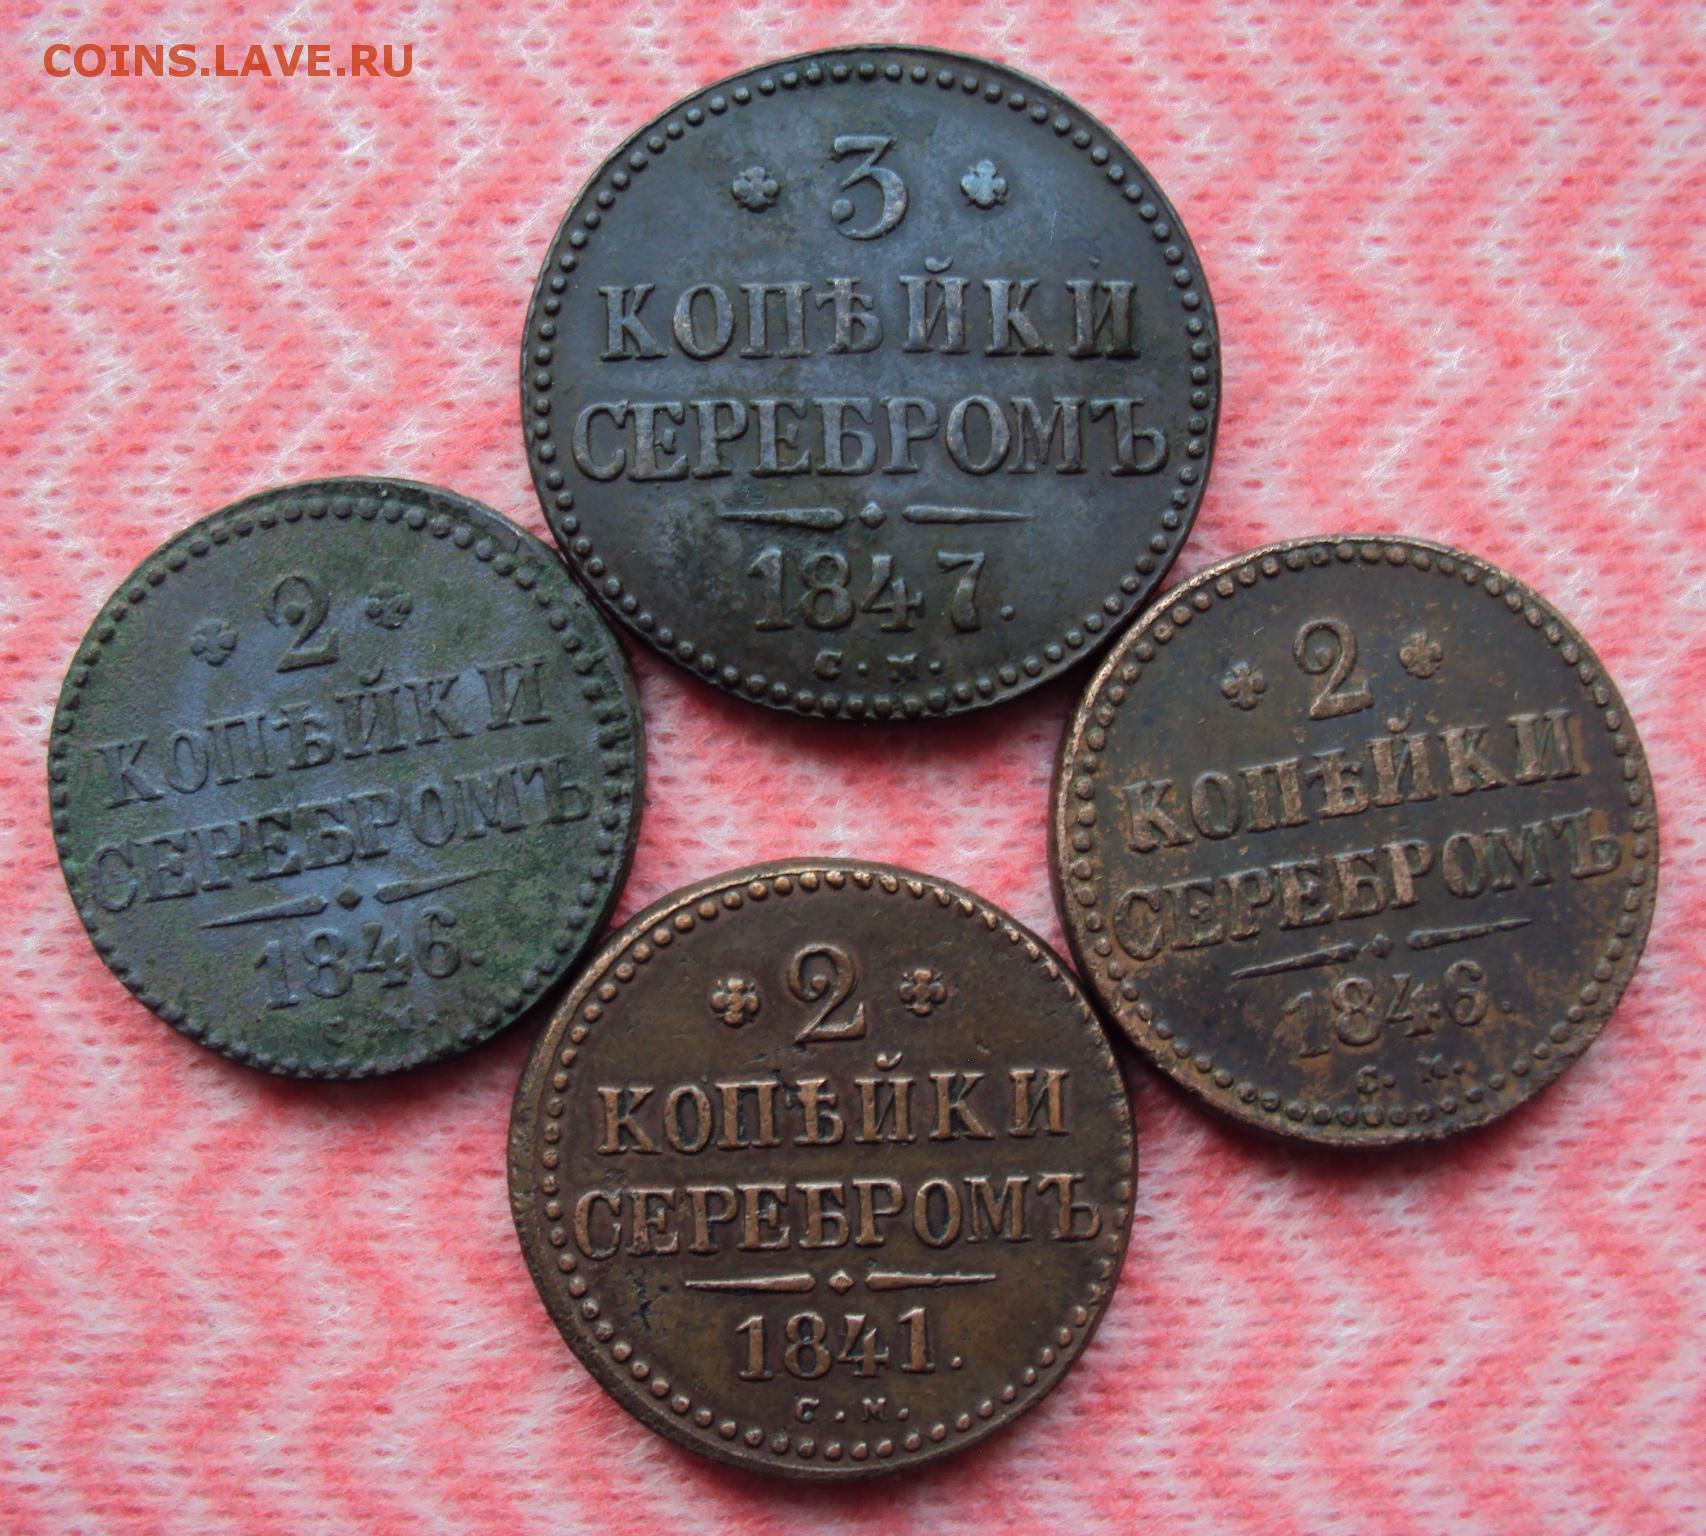 COINS.LAVE.RU
3
КОПѢЙКИ
СЕРЕБРОМЪ
1847.
С. М.
2
КОПѢЙКИ
СЕРЕБРОМЪ
1846.
С. М.
2
КОПѢЙКИ
СЕРЕБРОМЪ
1846.
С. М.
2
КОПѢЙКИ
СЕРЕБРОМЪ
1841.
С. М.